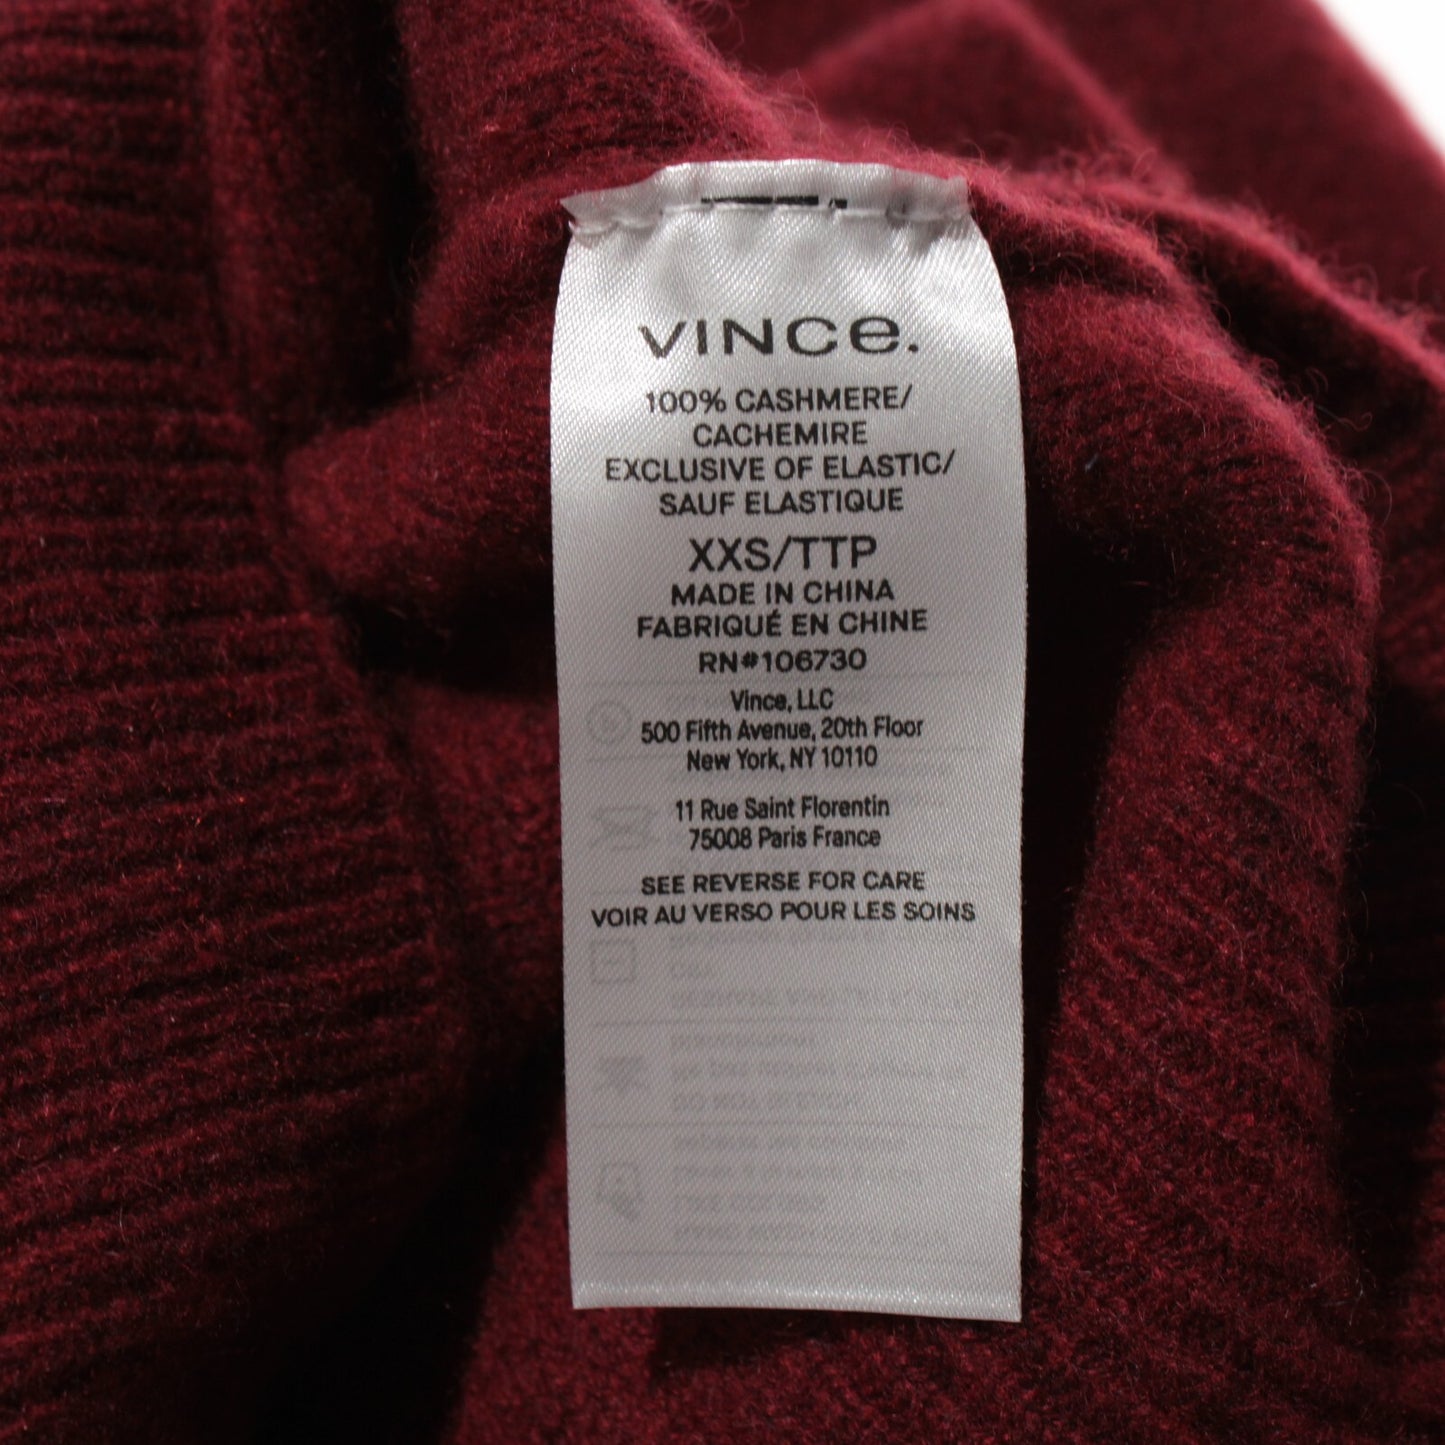 VINCe.
100% CASHMERE/
CACHEMIRE
EXCLUSIVE OF ELASTIC/
SAUF ELASTIQUE
XXS/TTP
MADE IN CHINA
FABRIQUÉ EN CHINE
RN#106730
Vince, LLC
500 Fifth Avenue, 20th Floor
New York, NY 10110
11 Rue Saint Florentin
75008 Paris France
SEE REVERSE FOR CARE
VOIR AU VERSO POUR LES SOINS